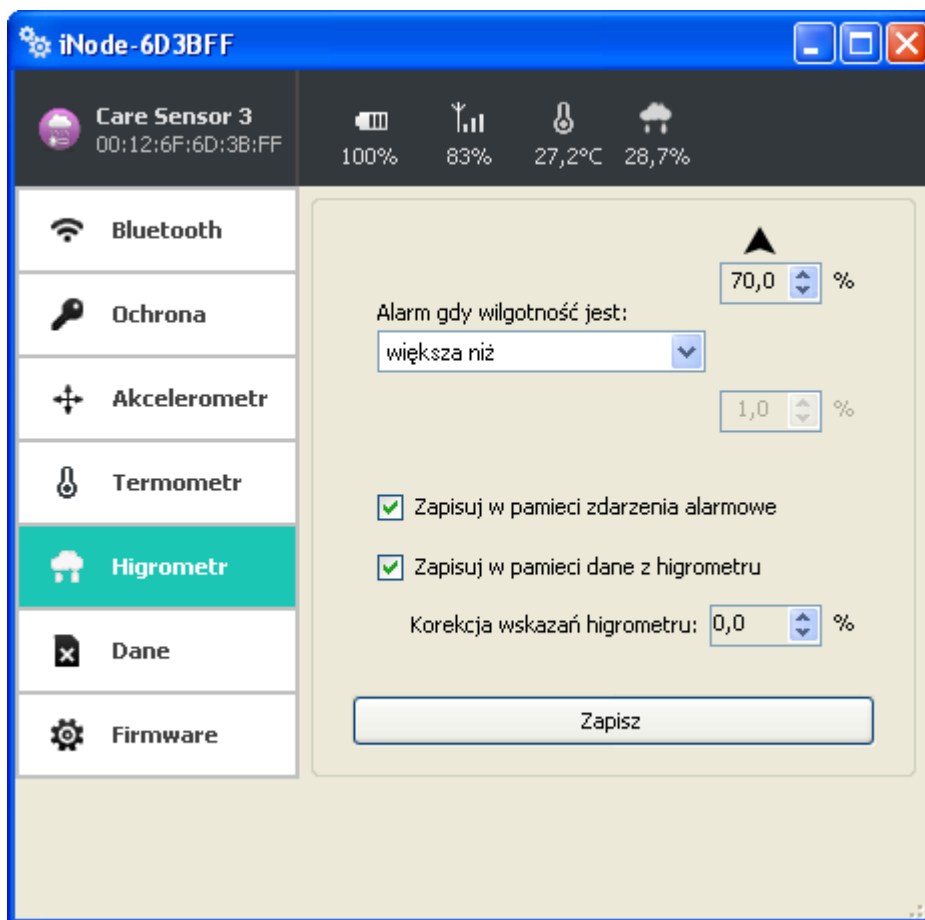 iNode-6D3BFF
Care Sensor 3
00:12:6F:6D:3B:FF
100%
83%
27,2°C
28,7%
Bluetooth
Ochrona
Akcelerometr
Termometr
Higrometr
Dane
Firmware
70,0 %
Alarm gdy wilgotność jest:
większa niż
1,0 %
Zapisuj w pamieci zdarzenia alarmowe
Zapisuj w pamieci dane z higrometru
Korekcja wskazań higrometru: 0,0 %
Zapisz